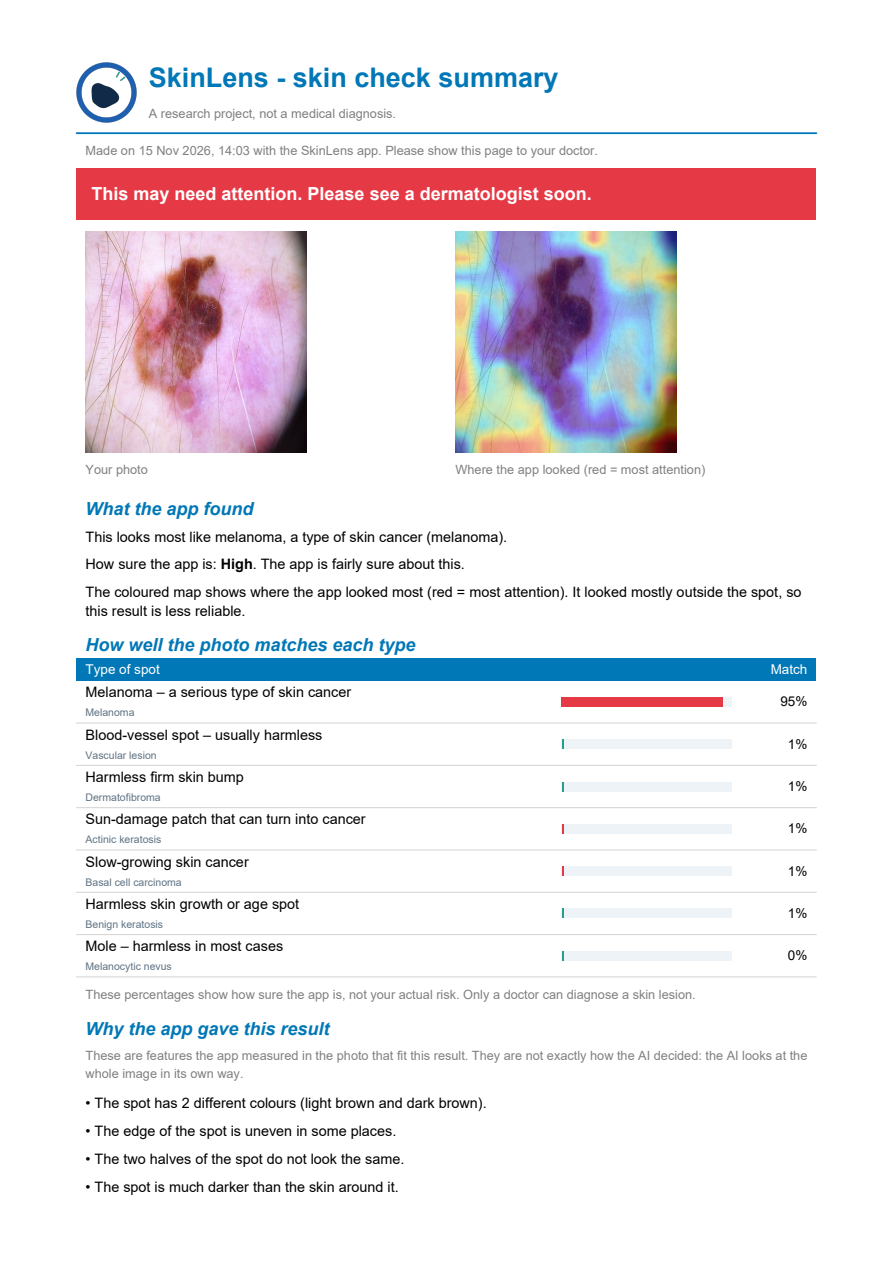 SkinLens - skin check summary
A research project, not a medical diagnosis.
Made on 15 Nov 2026, 14:03 with the SkinLens app. Please show this page to your doctor.
This may need attention. Please see a dermatologist soon.
Your photo
Where the app looked (red = most attention)
What the app found
This looks most like melanoma, a type of skin cancer (melanoma).
How sure the app is: High. The app is fairly sure about this.
The coloured map shows where the app looked most (red = most attention). It looked mostly outside the spot, so
this result is less reliable.
How well the photo matches each type
Type of spot Match
Melanoma – a serious type of skin cancer
Melanoma
95%
Blood-vessel spot – usually harmless
Vascular lesion
1%
Harmless firm skin bump
Dermatofibroma
1%
Sun-damage patch that can turn into cancer
Actinic keratosis
1%
Slow-growing skin cancer
Basal cell carcinoma
1%
Harmless skin growth or age spot
Benign keratosis
1%
Mole – harmless in most cases
Melanocytic nevus
0%
These percentages show how sure the app is, not your actual risk. Only a doctor can diagnose a skin lesion.
Why the app gave this result
These are features the app measured in the photo that fit this result. They are not exactly how the AI decided: the AI looks at the
whole image in its own way.
• The spot has 2 different colours (light brown and dark brown).
• The edge of the spot is uneven in some places.
• The two halves of the spot do not look the same.
• The spot is much darker than the skin around it.